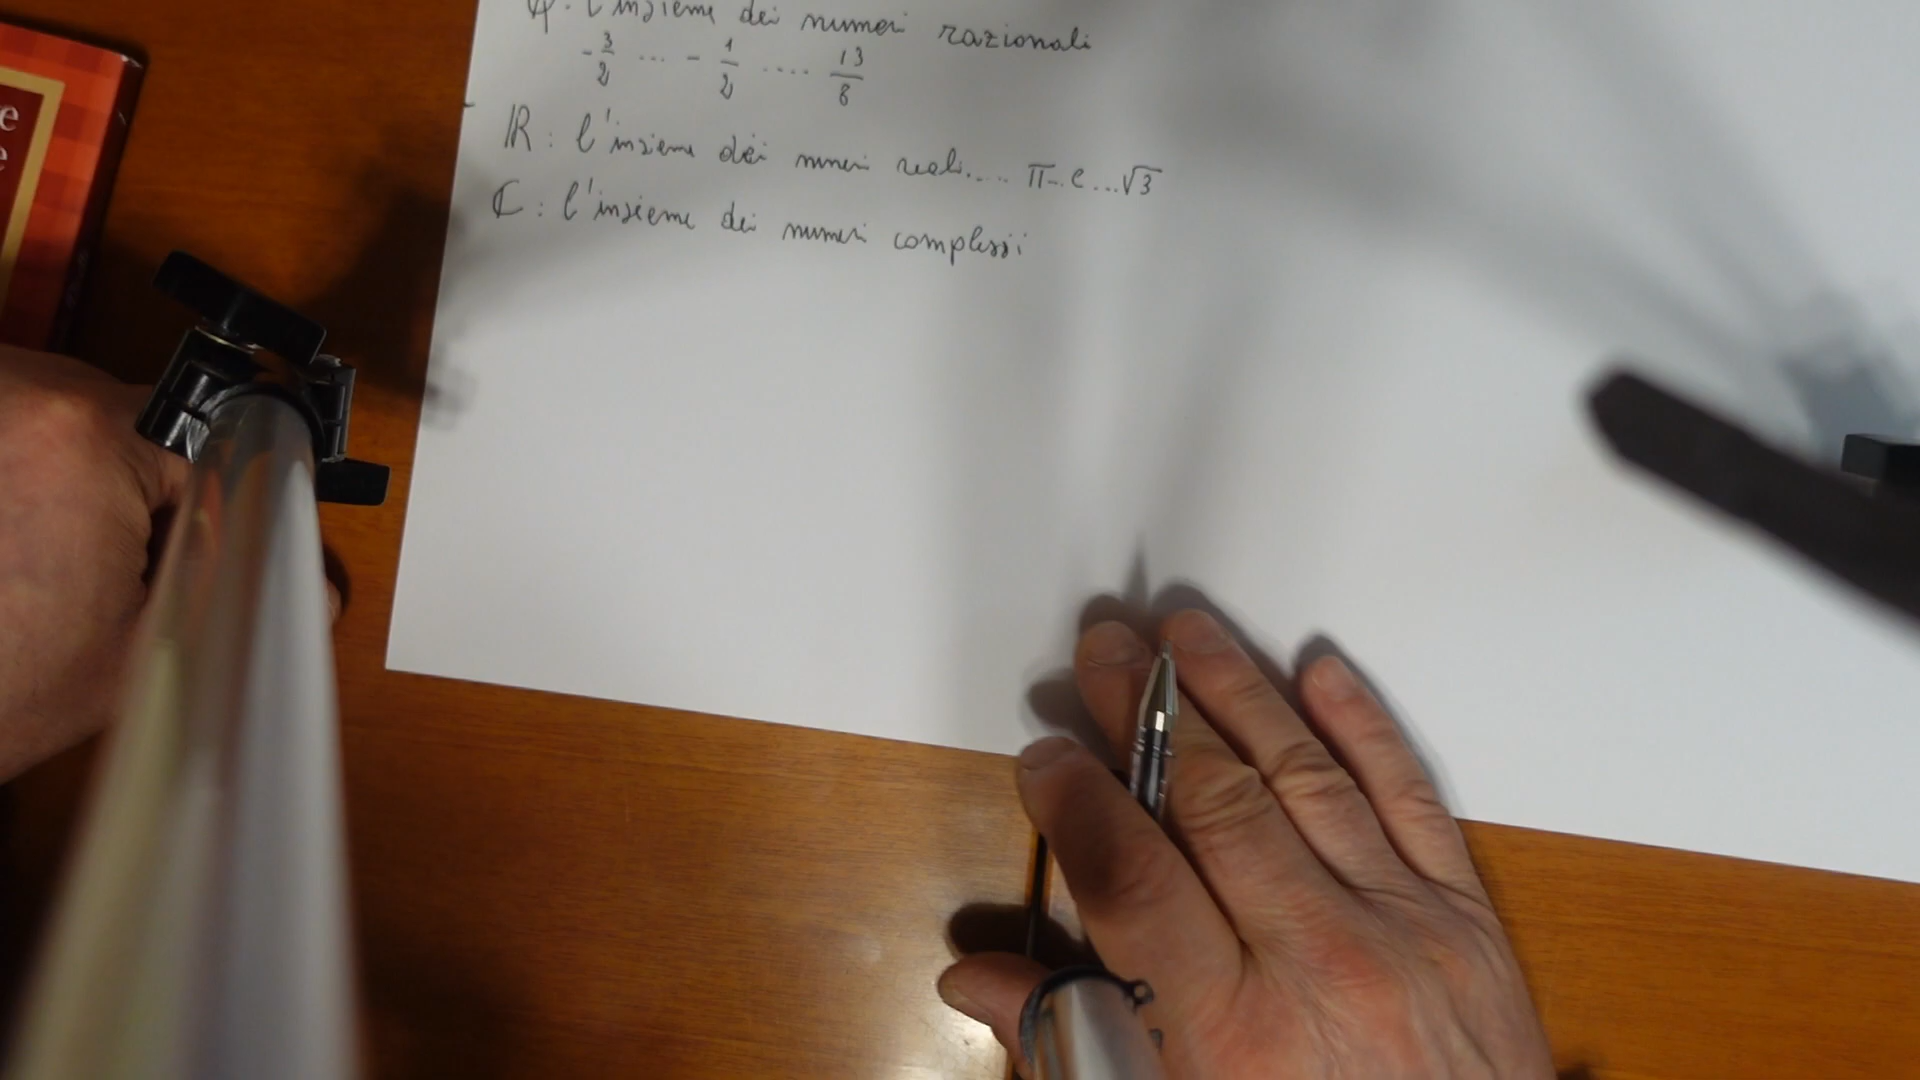 Q: l'insieme dei numeri razionali
-3/2 ... - 1/2 .... 13/8
ℝ: l'insieme dei numeri reali..... π... e ... √3
ℂ: l'insieme dei numeri complessi
e